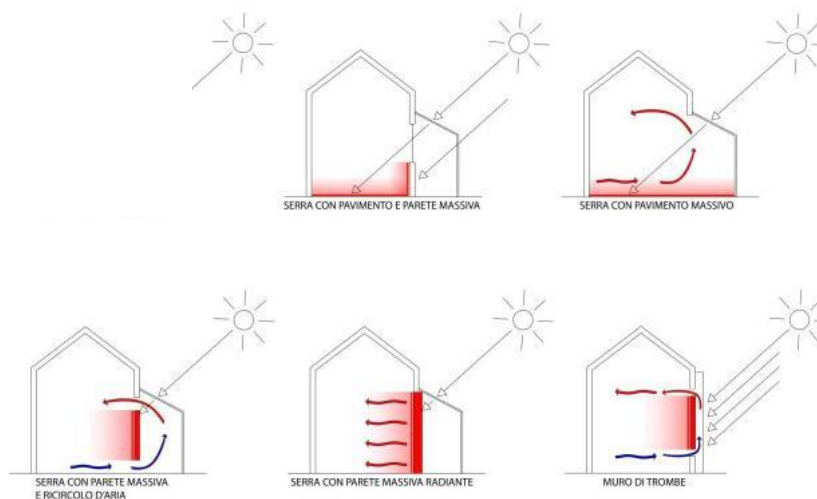 SERRA CON PAVIMENTO E PARETE MASSIVA
SERRA CON PAVIMENTO MASSIVO
SERRA CON PARETE MASSIVA
E RICIRCOLO D'ARIA
SERRA CON PARETE MASSIVA RADIANTE
MURO DI TROMBE